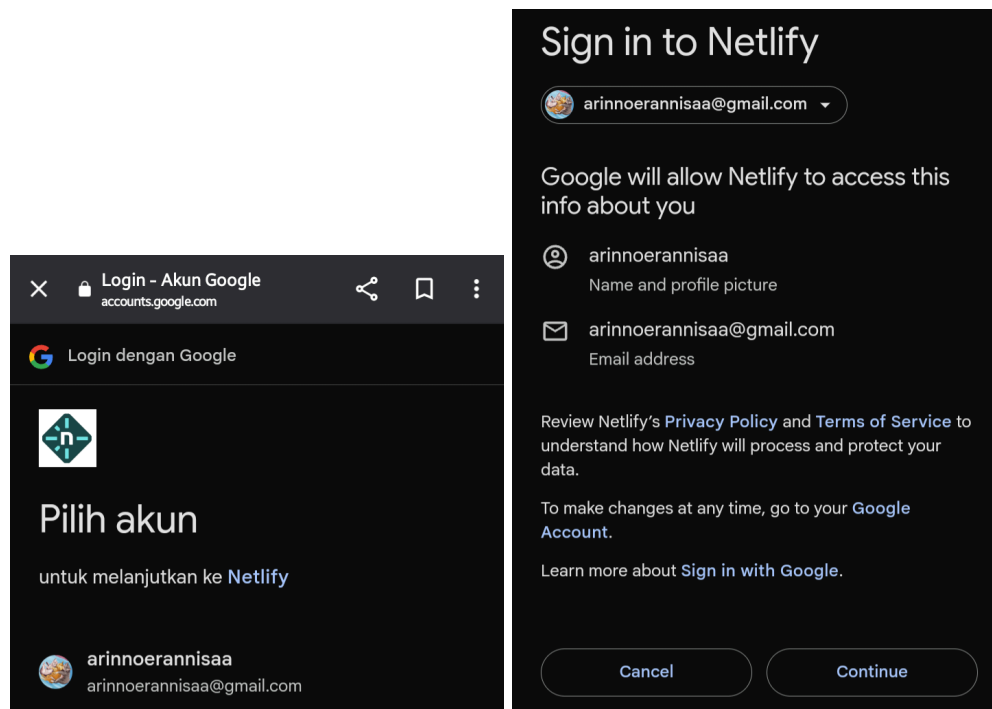 Login - Akun Google
accounts.google.com
Login dengan Google
n
Pilih akun
untuk melanjutkan ke Netlify
arinnoerannisaa
arinnoerannisaa@gmail.com
Sign in to Netlify
arinnoerannisaa@gmail.com
Google will allow Netlify to access this
info about you
arinnoerannisaa
Name and profile picture
arinnoerannisaa@gmail.com
Email address
Review Netlify's Privacy Policy and Terms of Service to
understand how Netlify will process and protect your
data.
To make changes at any time, go to your Google
Account.
Learn more about Sign in with Google.
Cancel
Continue